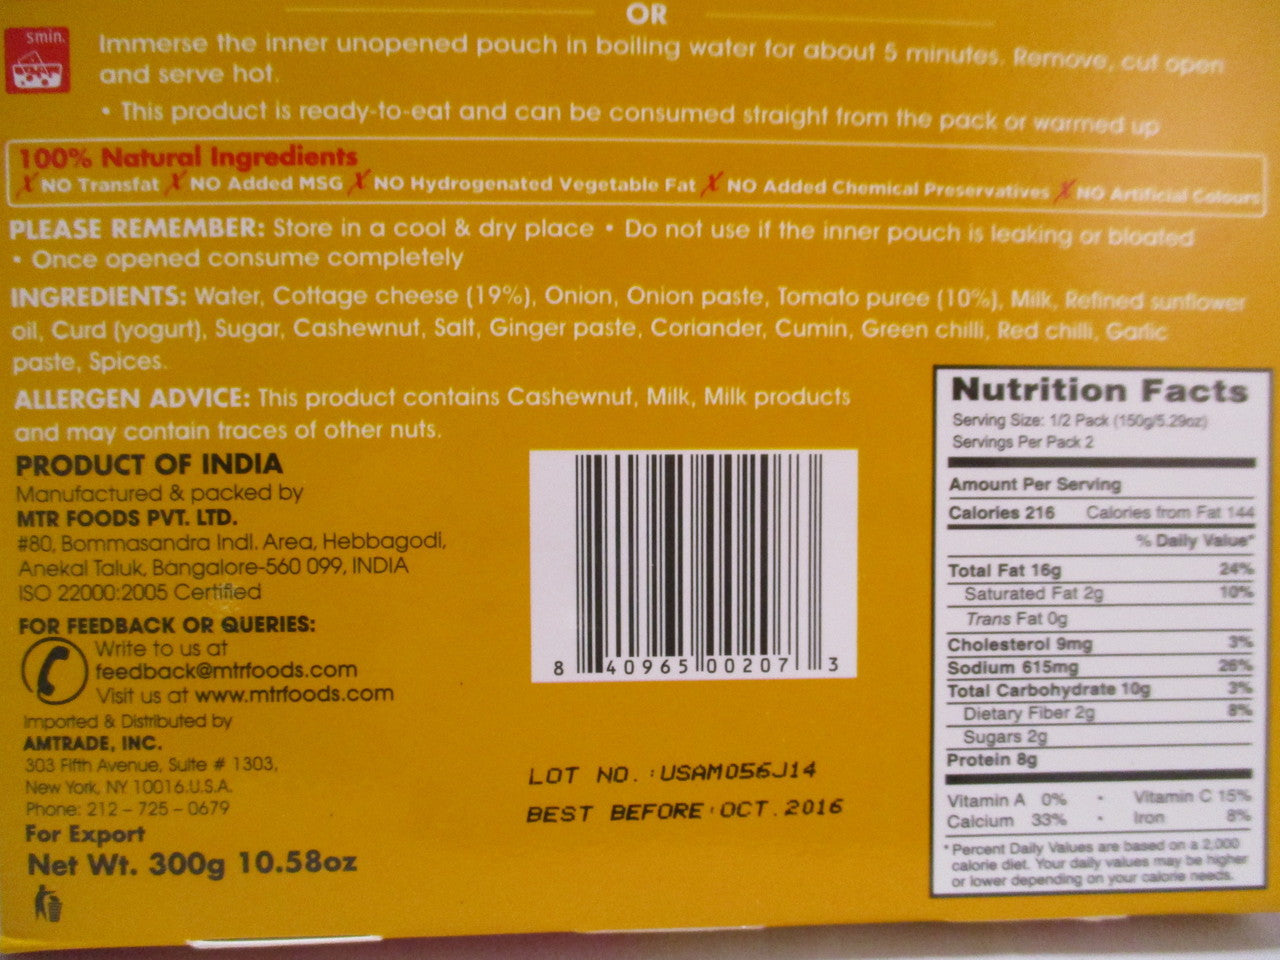 OR
5min.
Immerse the inner unopened pouch in boiling water for about 5 minutes. Remove, cut open
and serve hot.
• This product is ready-to-eat and can be consumed straight from the pack or warmed up
100% Natural Ingredients
✗ NO Transfat ✗ NO Added MSG ✗ NO Hydrogenated Vegetable Fat ✗ NO Added Chemical Preservatives ✗ NO Artificial Colours
PLEASE REMEMBER: Store in a cool & dry place • Do not use if the inner pouch is leaking or bloated
• Once opened consume completely
INGREDIENTS: Water, Cottage cheese (19%), Onion, Onion paste, Tomato puree (10%), Milk, Refined sunflower
oil, Curd (yogurt), Sugar, Cashewnut, Salt, Ginger paste, Coriander, Cumin, Green chilli, Red chilli, Garlic
paste, Spices.
ALLERGEN ADVICE: This product contains Cashewnut, Milk, Milk products
and may contain traces of other nuts.
PRODUCT OF INDIA
Manufactured & packed by
MTR FOODS PVT. LTD.
#80, Bommasandra Indl. Area, Hebbagodi,
Anekal Taluk, Bangalore-560 099, INDIA
ISO 22000:2005 Certified
FOR FEEDBACK OR QUERIES:
Write to us at
feedback@mtrfoods.com
Visit us at www.mtrfoods.com
Imported & Distributed by
AMTRADE, INC.
303 Fifth Avenue, Suite # 1303,
New York, NY 10016.U.S.A.
Phone: 212 – 725 – 0679
For Export
Net Wt. 300g 10.58oz
8 40965 00207 3
LOT NO. : USAM056J14
BEST BEFORE : OCT. 2016
Nutrition Facts
Serving Size: 1/2 Pack (150g/5.29oz)
Servings Per Pack 2
Amount Per Serving
Calories 216 Calories from Fat 144
% Daily Value*
Total Fat 16g 24%
Saturated Fat 2g 10%
Trans Fat 0g
Cholesterol 9mg 3%
Sodium 615mg 26%
Total Carbohydrate 10g 3%
Dietary Fiber 2g 8%
Sugars 2g
Protein 8g
Vitamin A 0% • Vitamin C 15%
Calcium 33% • Iron 8%
* Percent Daily Values are based on a 2,000
calorie diet. Your daily values may be higher
or lower depending on your calorie needs.